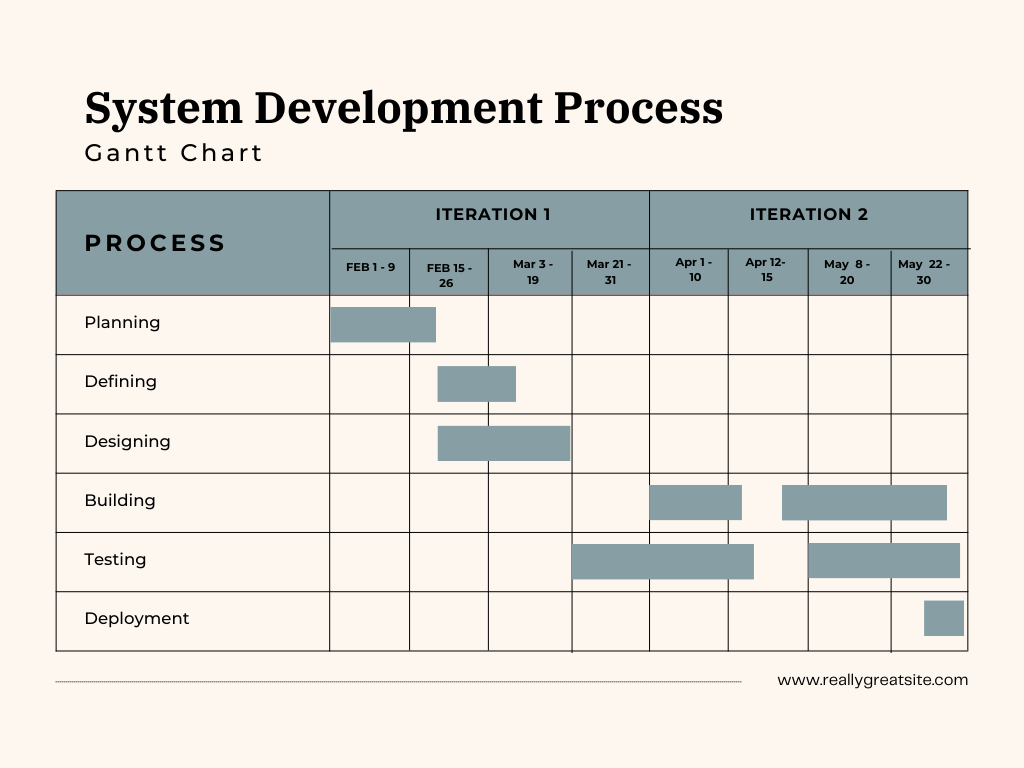 System Development Process
Gantt Chart
PROCESS
ITERATION 1
ITERATION 2
FEB 1 - 9
FEB 15 -
26
Mar 3 -
19
Mar 21 -
31
Apr 1 -
10
Apr 12-
15
May  8 -
20
May  22 -
30
Planning
Defining
Designing
Building
Testing
Deployment
www.reallygreatsite.com